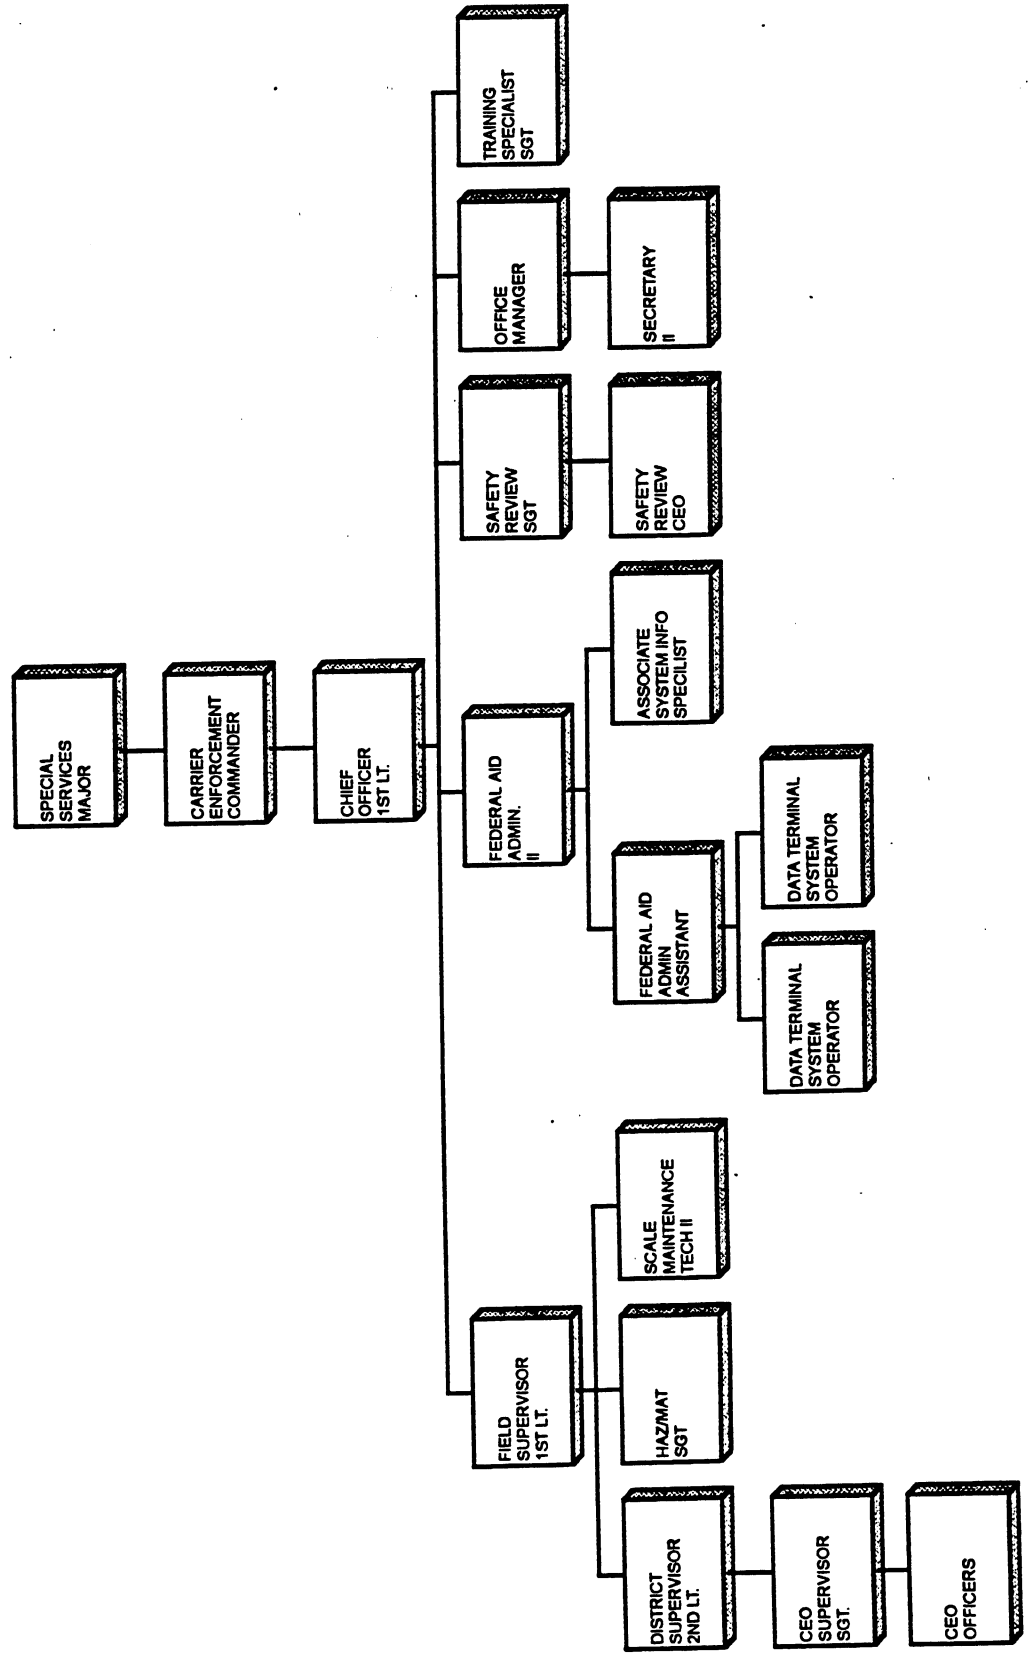 SPECIAL
SERVICES
MAJOR
CARRIER
ENFORCEMENT
COMMANDER
CHIEF
OFFICER
1ST LT.
FIELD
SUPERVISOR
1ST LT.
FEDERAL AID
ADMIN.
II
SAFETY
REVIEW
SGT
OFFICE
MANAGER
TRAINING
SPECIALIST
SGT
DISTRICT
SUPERVISOR
2ND LT.
HAZ/MAT
SGT
SCALE
MAINTENANCE
TECH II
FEDERAL AID
ADMIN
ASSISTANT
ASSOCIATE
SYSTEM INFO
SPECILIST
SAFETY
REVIEW
CEO
SECRETARY
II
CEO
SUPERVISOR
SGT.
DATA TERMINAL
SYSTEM
OPERATOR
DATA TERMINAL
SYSTEM
OPERATOR
CEO
OFFICERS